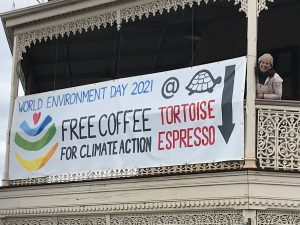 WORLD ENVIRONMENT DAY 2021 @
FREE COFFEE
FOR CLIMATE ACTION
TORTOISE
ESPRESSO